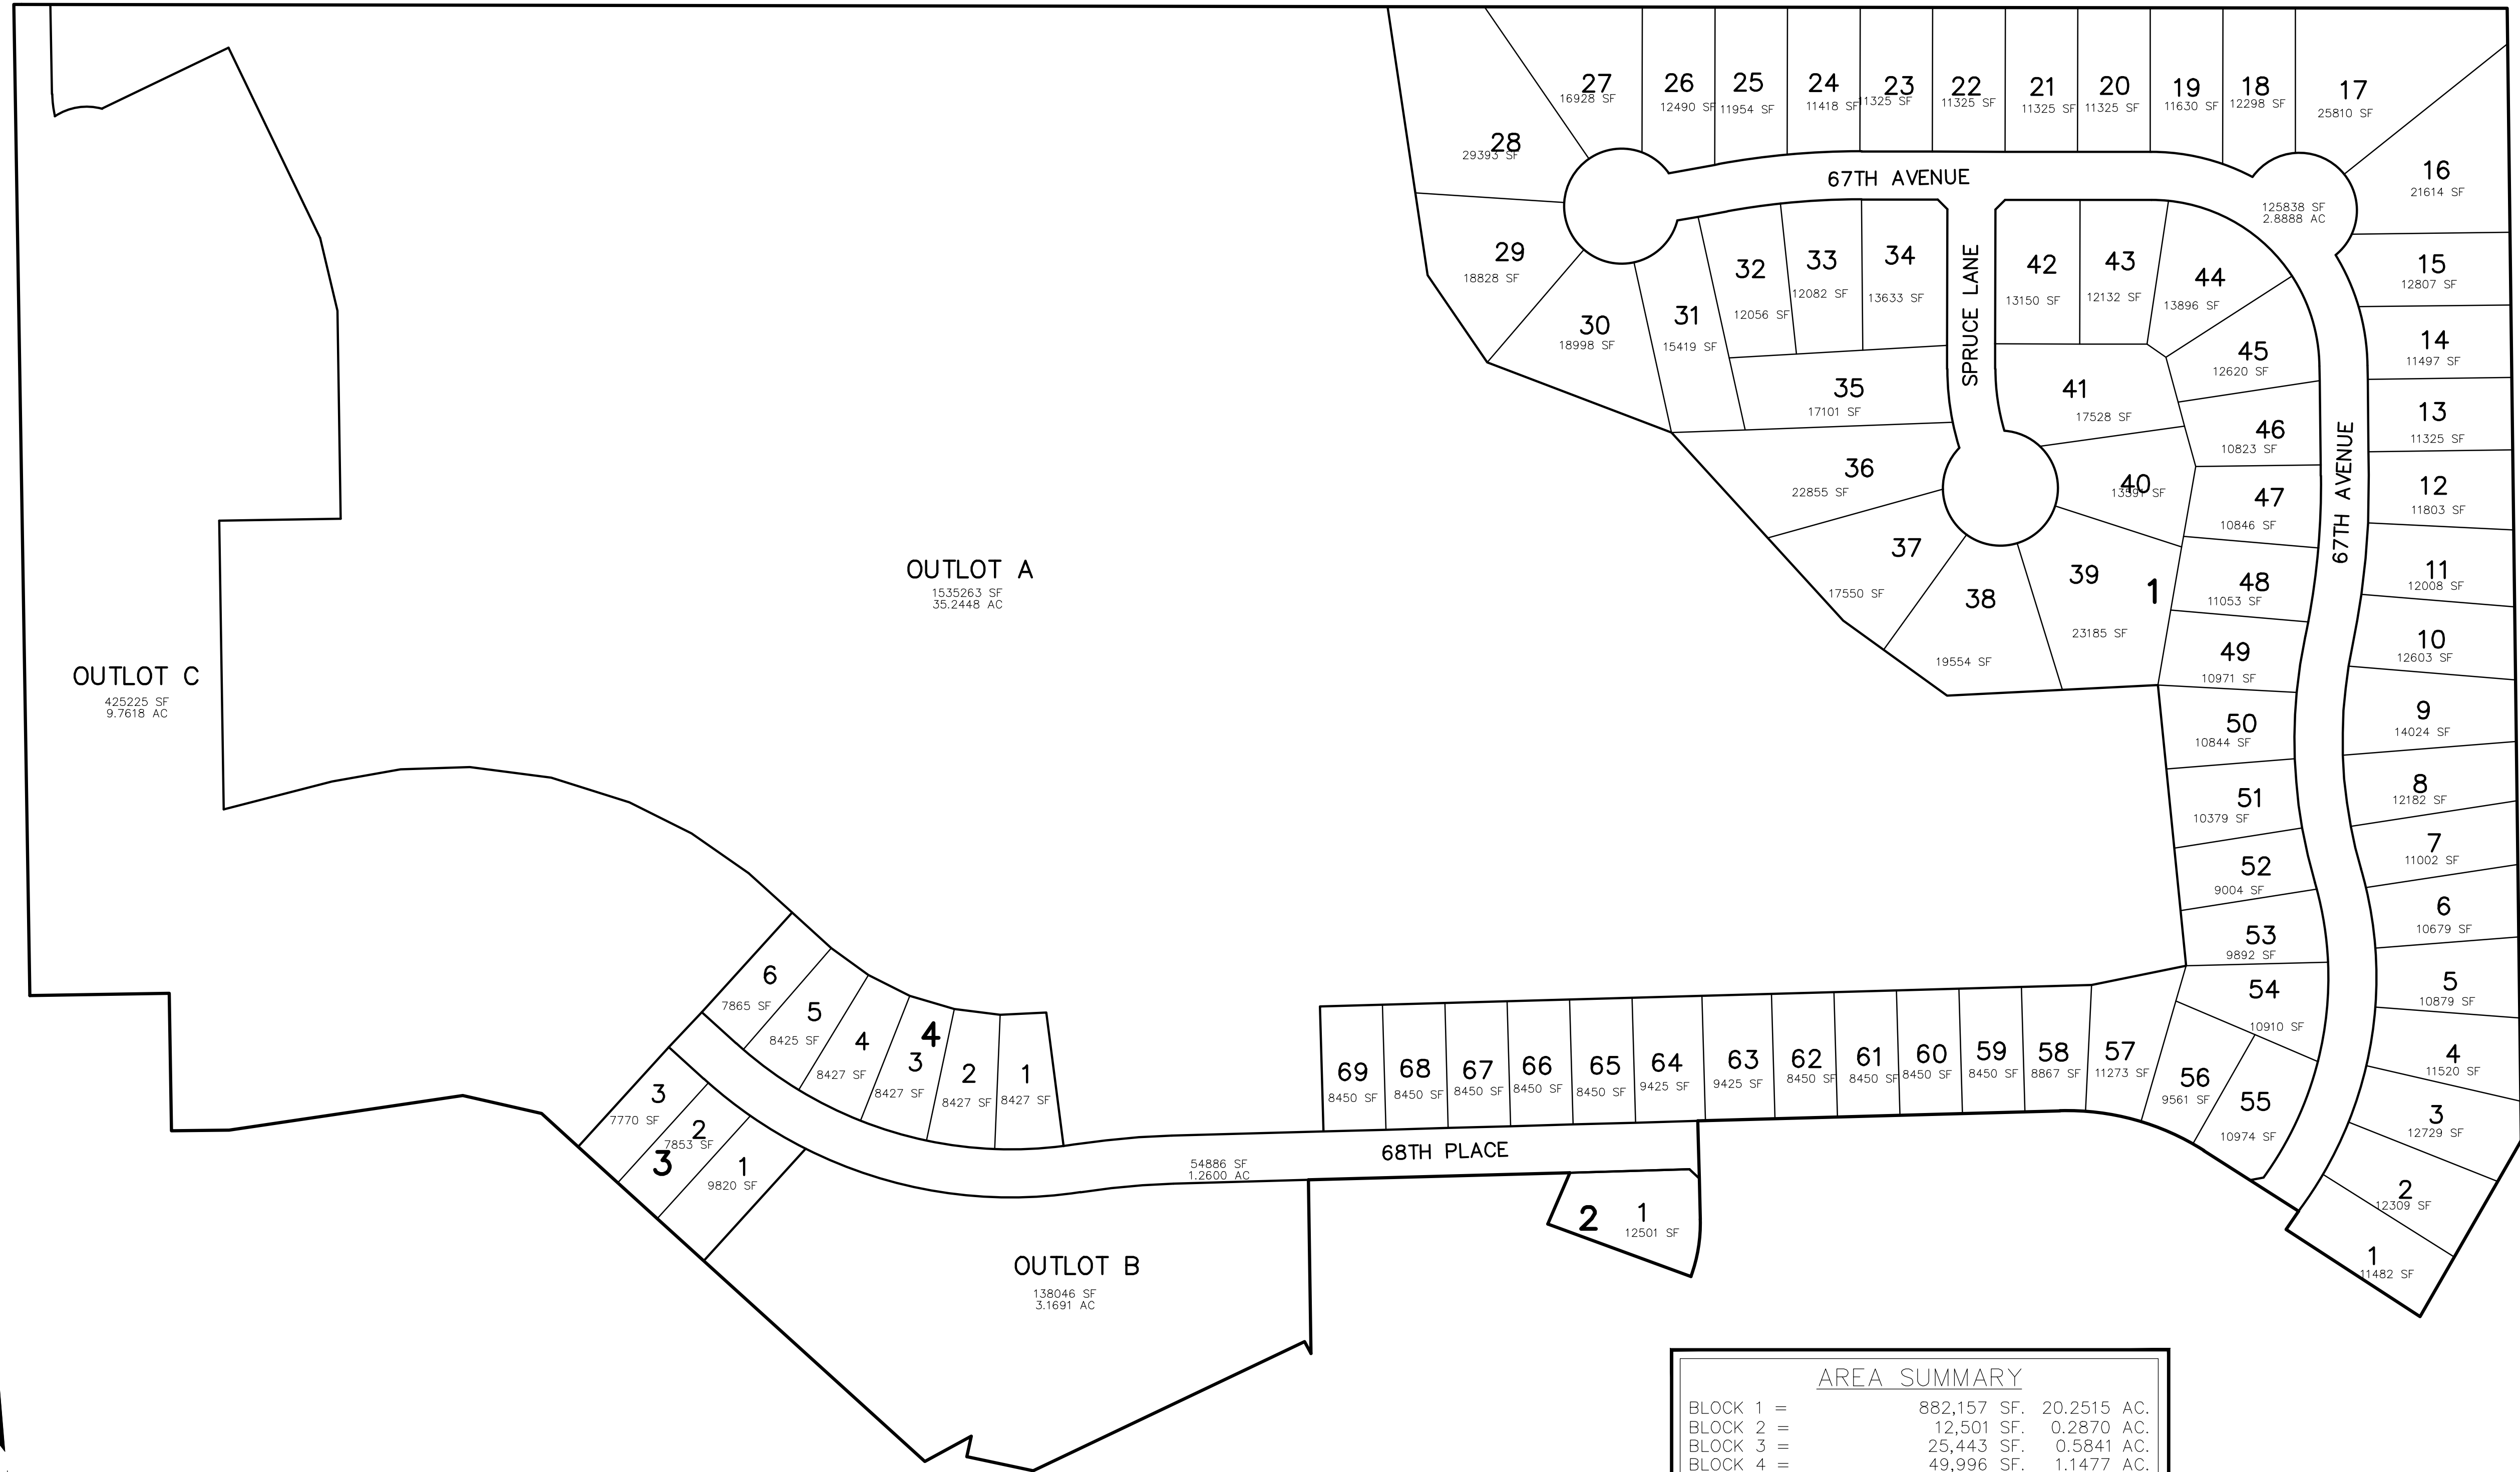 27
16928 SF
26
12490 SF
25
11954 SF
24
11418 SF
23
11325 SF
22
11325 SF
21
11325 SF
20
11325 SF
19
11630 SF
18
12298 SF
17
25810 SF
28
29393 SF
16
21614 SF
67TH AVENUE
125838 SF
2.8888 AC
29
18828 SF
30
18998 SF
31
15419 SF
32
12056 SF
33
12082 SF
34
13633 SF
SPRUCE LANE
42
13150 SF
43
12132 SF
44
13896 SF
15
12807 SF
14
11497 SF
45
12620 SF
35
17101 SF
41
17528 SF
13
11325 SF
46
10823 SF
67TH AVENUE
36
22855 SF
40
13591 SF
47
10846 SF
12
11803 SF
37
17550 SF
38
19554 SF
39
23185 SF
1
48
11053 SF
11
12008 SF
OUTLOT A
1535263 SF
35.2448 AC
OUTLOT C
425225 SF
9.7618 AC
49
10971 SF
10
12603 SF
50
10844 SF
9
14024 SF
51
10379 SF
8
12182 SF
52
9004 SF
7
11002 SF
53
9892 SF
6
10679 SF
54
10910 SF
5
10879 SF
6
7865 SF
5
8425 SF
4
8427 SF
4
3
8427 SF
2
8427 SF
1
8427 SF
69
8450 SF
68
8450 SF
67
8450 SF
66
8450 SF
65
8450 SF
64
9425 SF
63
9425 SF
62
8450 SF
61
8450 SF
60
8450 SF
59
8450 SF
58
8867 SF
57
11273 SF
56
9561 SF
55
10974 SF
4
11520 SF
3
12729 SF
3
7770 SF
2
7853 SF
3
1
9820 SF
54886 SF
1.2600 AC
68TH PLACE
2
1
12501 SF
2
12309 SF
1
11482 SF
OUTLOT B
138046 SF
3.1691 AC
AREA SUMMARY
BLOCK 1 = 882,157 SF. 20.2515 AC.
BLOCK 2 = 12,501 SF. 0.2870 AC.
BLOCK 3 = 25,443 SF. 0.5841 AC.
BLOCK 4 = 49,996 SF. 1.1477 AC.